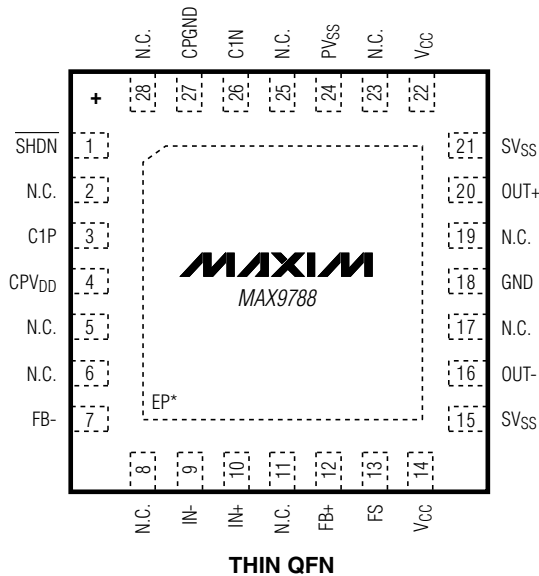 N.C. CPGND C1N N.C. PVSS N.C. VCC
+ 28 27 26 25 24 23 22
SHDN 1 21 SVSS
N.C. 2 20 OUT+
C1P 3 19 N.C.
CPVDD 4 18 GND
N.C. 5 17 N.C.
N.C. 6 16 OUT-
FB- 7 15 SVSS
MAXIM
MAX9788
EP*
8 9 10 11 12 13 14
N.C. IN- IN+ N.C. FB+ FS VCC
THIN QFN